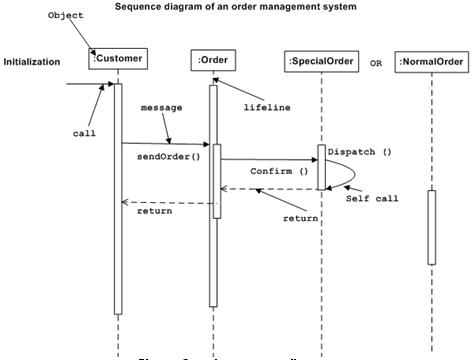 Sequence diagram of an order management system
Object
Initialization
:Customer
:Order
:SpecialOrder
OR
:NormalOrder
message
lifeline
call
sendOrder()
Dispatch ()
Confirm ()
Self call
return
return